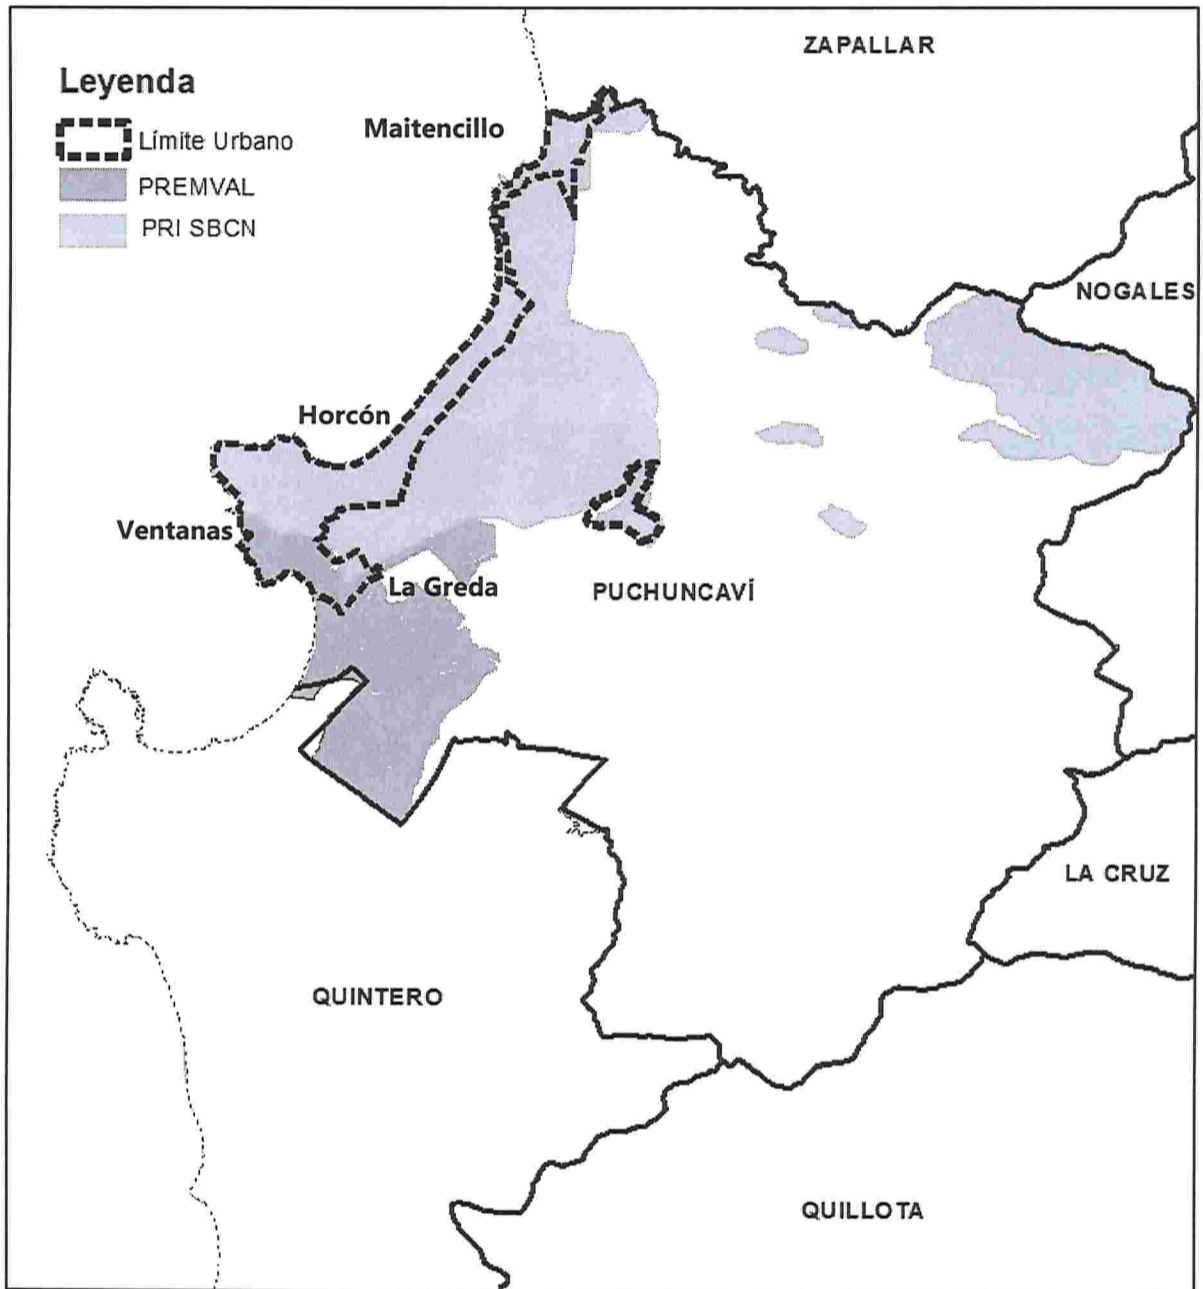 ZAPALLAR
Leyenda
Límite Urbano
PREMVAL
PRI SBCN
Maitencillo
NOGALES
Horcón
Ventanas
La Greda
PUCHUNCAVÍ
LA CRUZ
QUINTERO
QUILLOTA